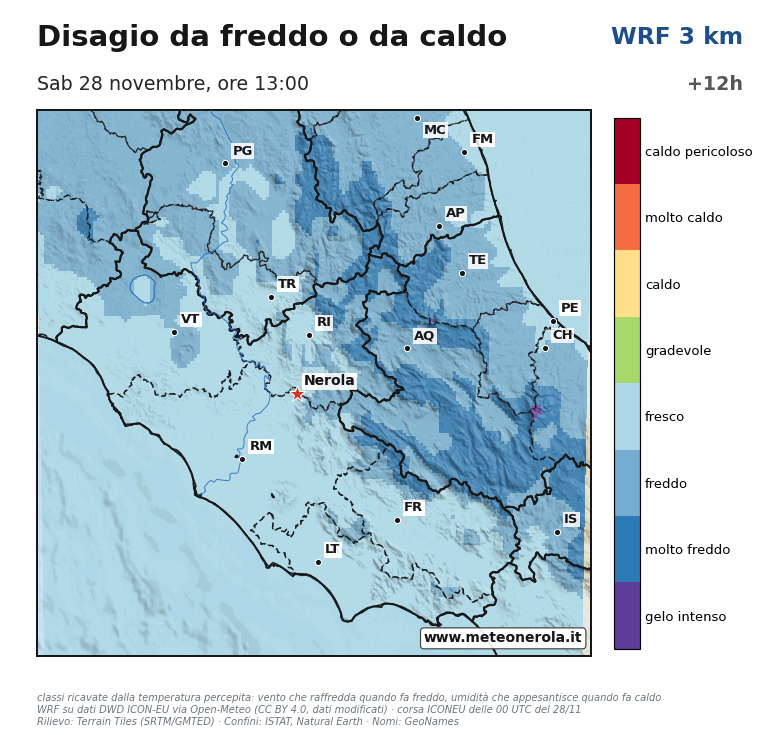 Disagio da freddo o da caldo
WRF 3 km
Sab 28 novembre, ore 13:00
+12h
MC
FM
PG
AP
TE
TR
PE
VT
RI
AQ
CH
Nerola
RM
FR
IS
LT
www.meteonerola.it
caldo pericoloso
molto caldo
caldo
gradevole
fresco
freddo
molto freddo
gelo intenso
classi ricavate dalla temperatura percepita: vento che raffredda quando fa freddo, umidità che appesantisce quando fa caldo
WRF su dati DWD ICON-EU via Open-Meteo (CC BY 4.0, dati modificati) · corsa ICONEU delle 00 UTC del 28/11
Rilievo: Terrain Tiles (SRTM/GMTED) · Confini: ISTAT, Natural Earth · Nomi: GeoNames